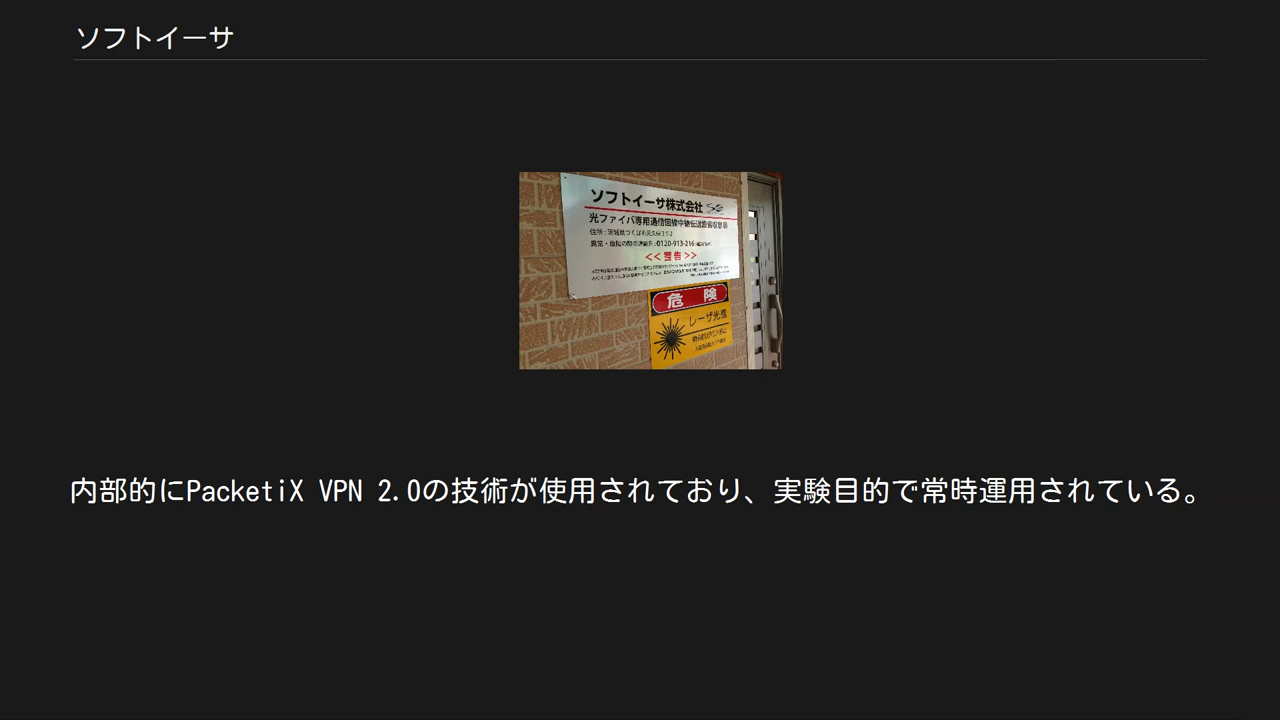 ソフトイーサ
ソフトイーサ株式会社
光ファイバ専用通信回線中継伝送設備収容局
0120-913-216
<<警告>>
危 険
レーザ光線
内部的にPacketiX VPN 2.0の技術が使用されており、実験目的で常時運用されている。